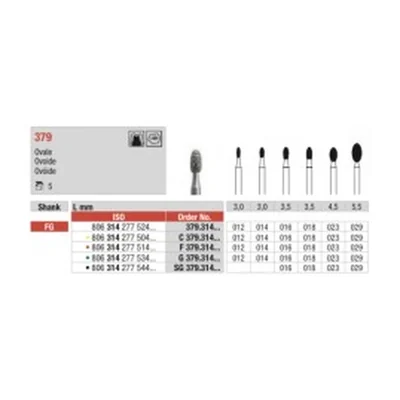 379
Ovale
Ovoide
Ovoide
5
Shank L mm 3,0 3,0 3,5 3,5 4,5 5,5
ISO Order No.
FG 806 314 277 524... 379.314... 012 014 016 018 023 029
806 314 277 504... C 379.314... 012 014 016 018 023 029
806 314 277 514... F 379.314... 012 014 016 018 023 029
806 314 277 534... G 379.314... 012 014 016 018 023 029
806 314 277 544... SG 379.314... 016 018 023 029